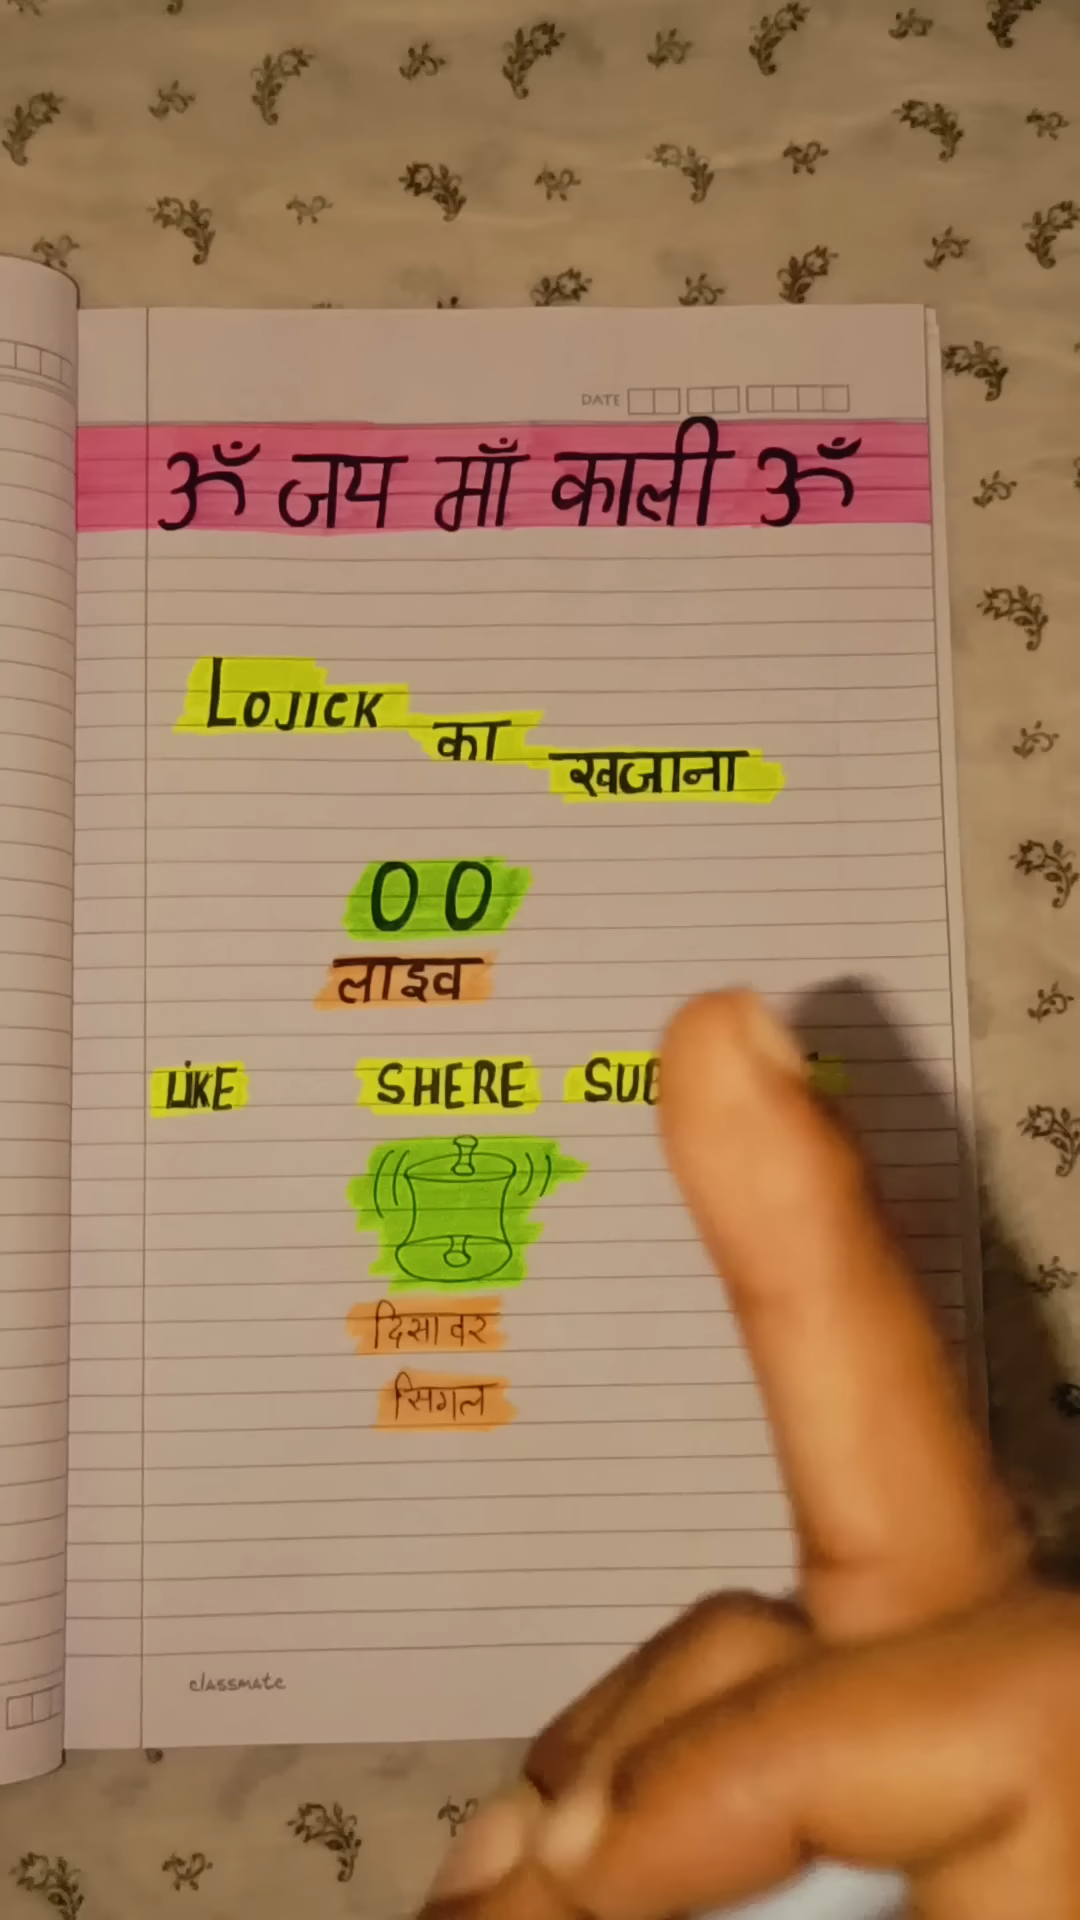 DATE
ॐ जय माँ काली ॐ
LOJICK का खजाना
00
लाइव
LIKE SHERE
दिसावर
सिगल
classmate